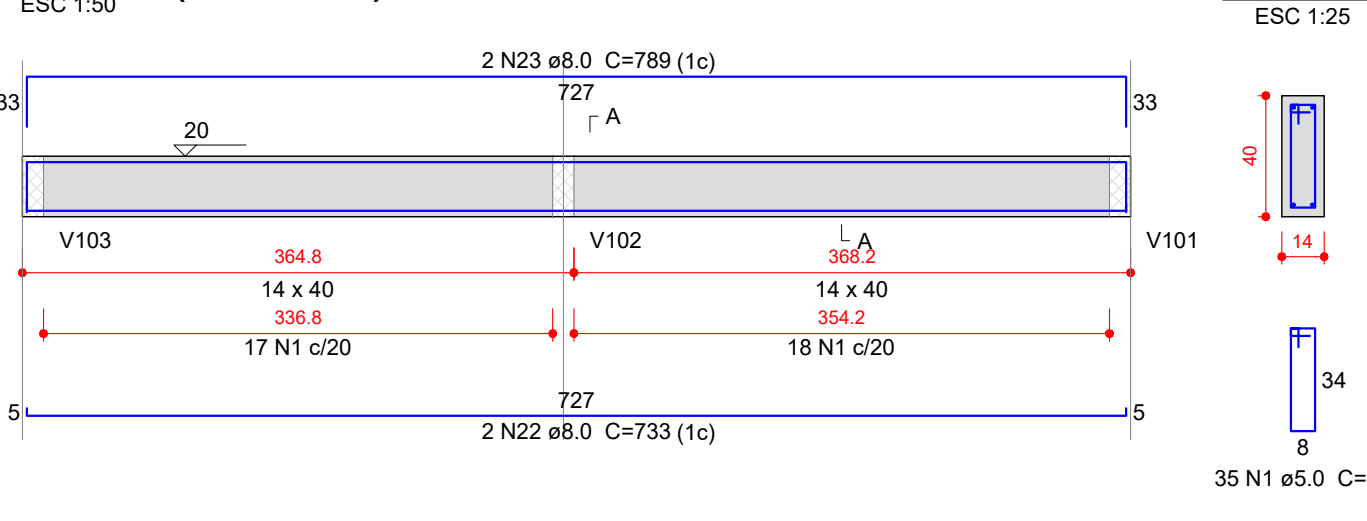 ESC 1:50
ESC 1:25
2 N23 ø8.0 C=789 (1c)
727
33
33
A
20
40
V103
V102
A
V101
14
364.8
368.2
14 x 40
14 x 40
336.8
354.2
17 N1 c/20
18 N1 c/20
34
727
5
5
2 N22 ø8.0 C=733 (1c)
8
35 N1 ø5.0 C=